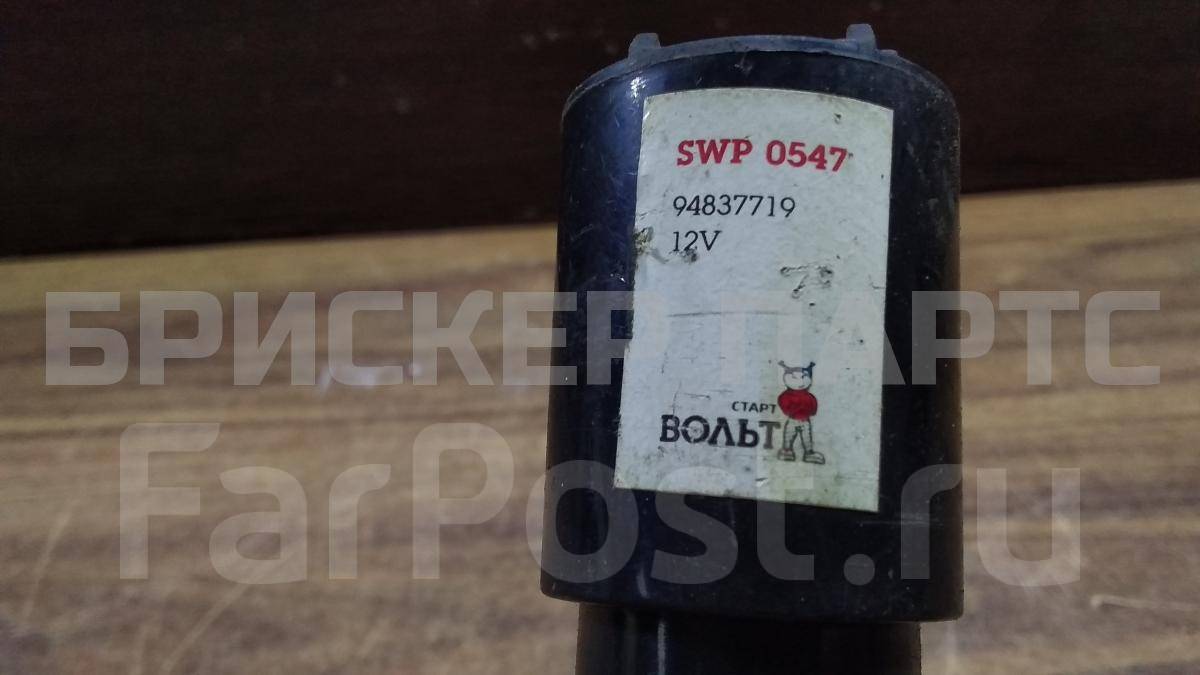 SWP 0547
94837719
12V
СТАРТ
ВОЛЬТ
БРИСКЕР ПАРТС
FarPost.ru